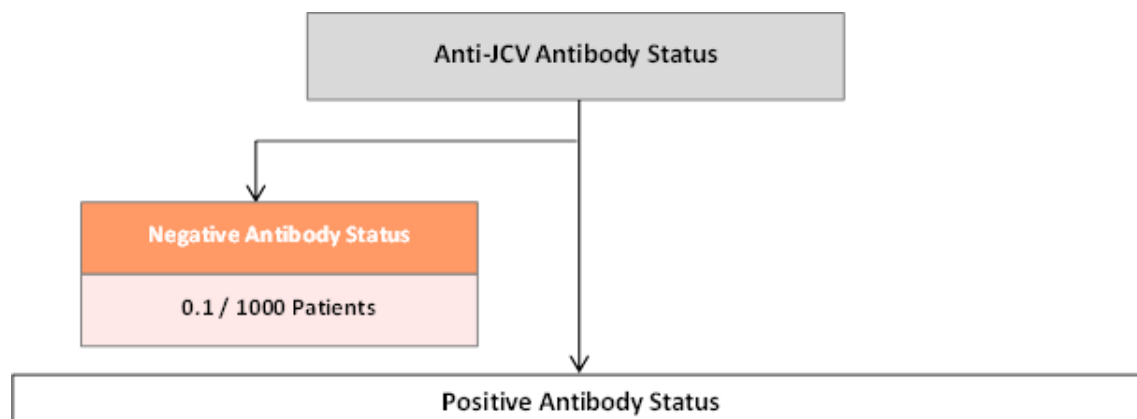 Anti-JCV Antibody Status
Negative Antibody Status
0.1 / 1000 Patients
Positive Antibody Status